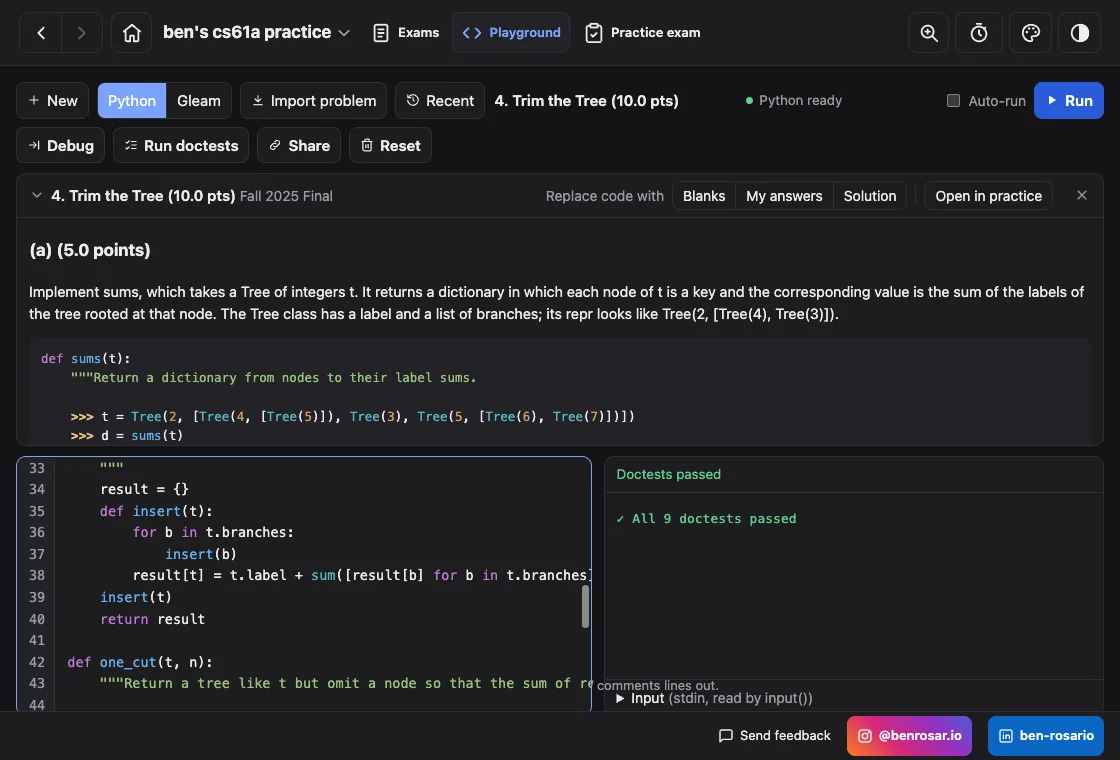 ben's cs61a practice
Exams
Playground
Practice exam
+ New
Python
Gleam
Import problem
Recent
4. Trim the Tree (10.0 pts)
Python ready
Auto-run
Run
Debug
Run doctests
Share
Reset
4. Trim the Tree (10.0 pts) Fall 2025 Final
Replace code with
Blanks
My answers
Solution
Open in practice
(a) (5.0 points)
Implement sums, which takes a Tree of integers t. It returns a dictionary in which each node of t is a key and the corresponding value is the sum of the labels of
the tree rooted at that node. The Tree class has a label and a list of branches; its repr looks like Tree(2, [Tree(4), Tree(3)]).
def sums(t):
"""Return a dictionary from nodes to their label sums.
>>> t = Tree(2, [Tree(4, [Tree(5)]), Tree(3), Tree(5, [Tree(6), Tree(7)])])
>>> d = sums(t)
33 """
34 result = {}
35 def insert(t):
36 for b in t.branches:
37 insert(b)
38 result[t] = t.label + sum([result[b] for b in t.branches]
39 insert(t)
40 return result
41
42 def one_cut(t, n):
43 """Return a tree like t but omit a node so that the sum of
44
Doctests passed
✓ All 9 doctests passed
comments lines out.
Input (stdin, read by input())
Send feedback
@benrosar.io
ben-rosario